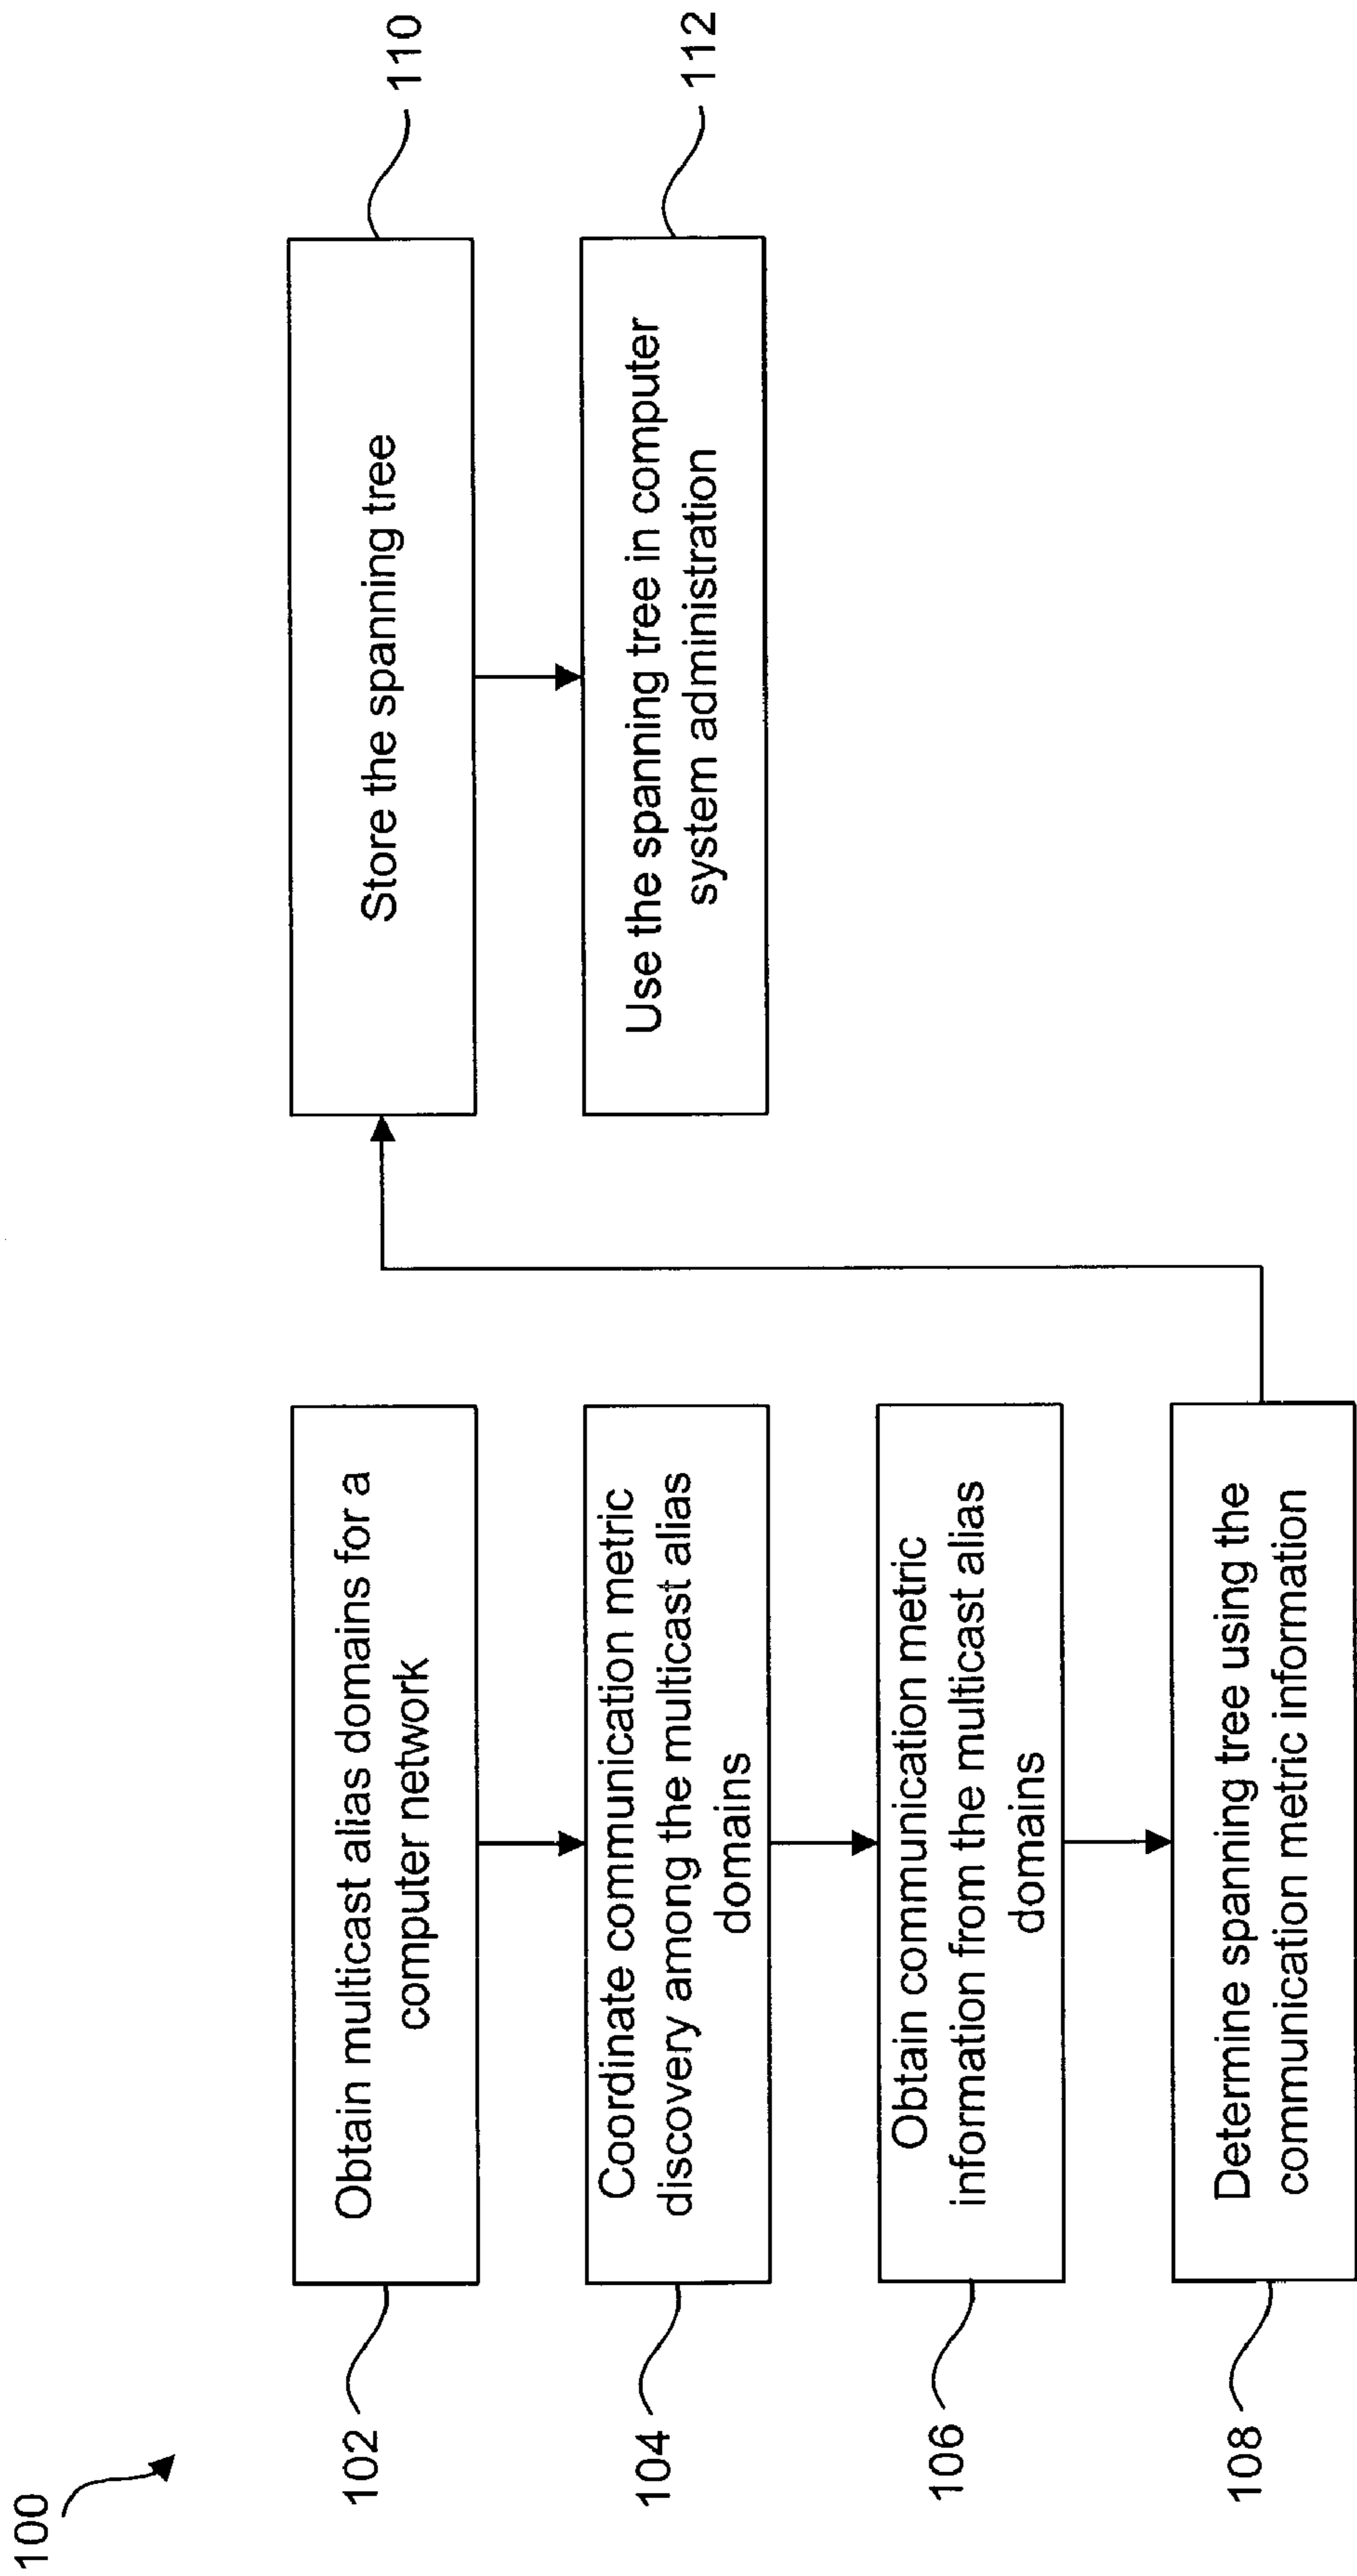 100
102
Obtain multicast alias domains for a
computer network
104
Coordinate communication metric
discovery among the multicast alias
domains
106
Obtain communication metric
information from the multicast alias
domains
108
Determine spanning tree using the
communication metric information
Store the spanning tree
110
Use the spanning tree in computer
system administration
112